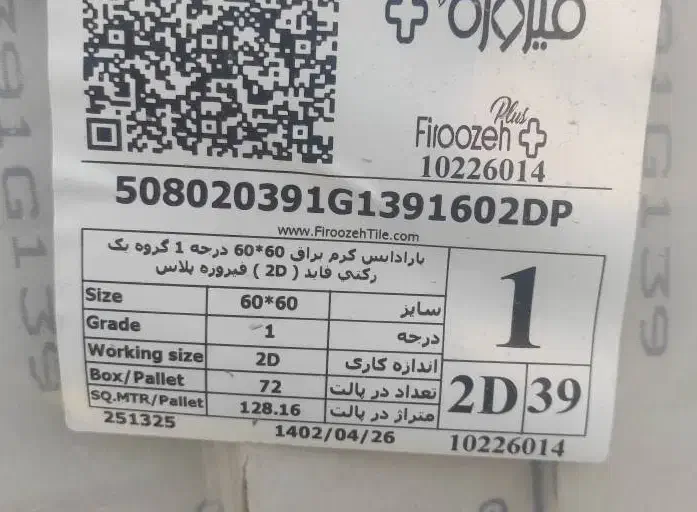 فیروزه
Firoozeh Plus
10226014
508020391G1391602DP
www.FiroozehTile.com
پارادایس کرم براق 60*60 درجه 1 گروه یک
رکتي فاید ( 2D ) فیروزه پلاس
1
Size 60*60 سایز
Grade 1 درجه
Working size 2D اندازه کاری
Box/Pallet 72 تعداد در پالت
SQ.MTR/Pallet 128.16 متراژ در پالت
2D 39
251325 1402/04/26 10226014